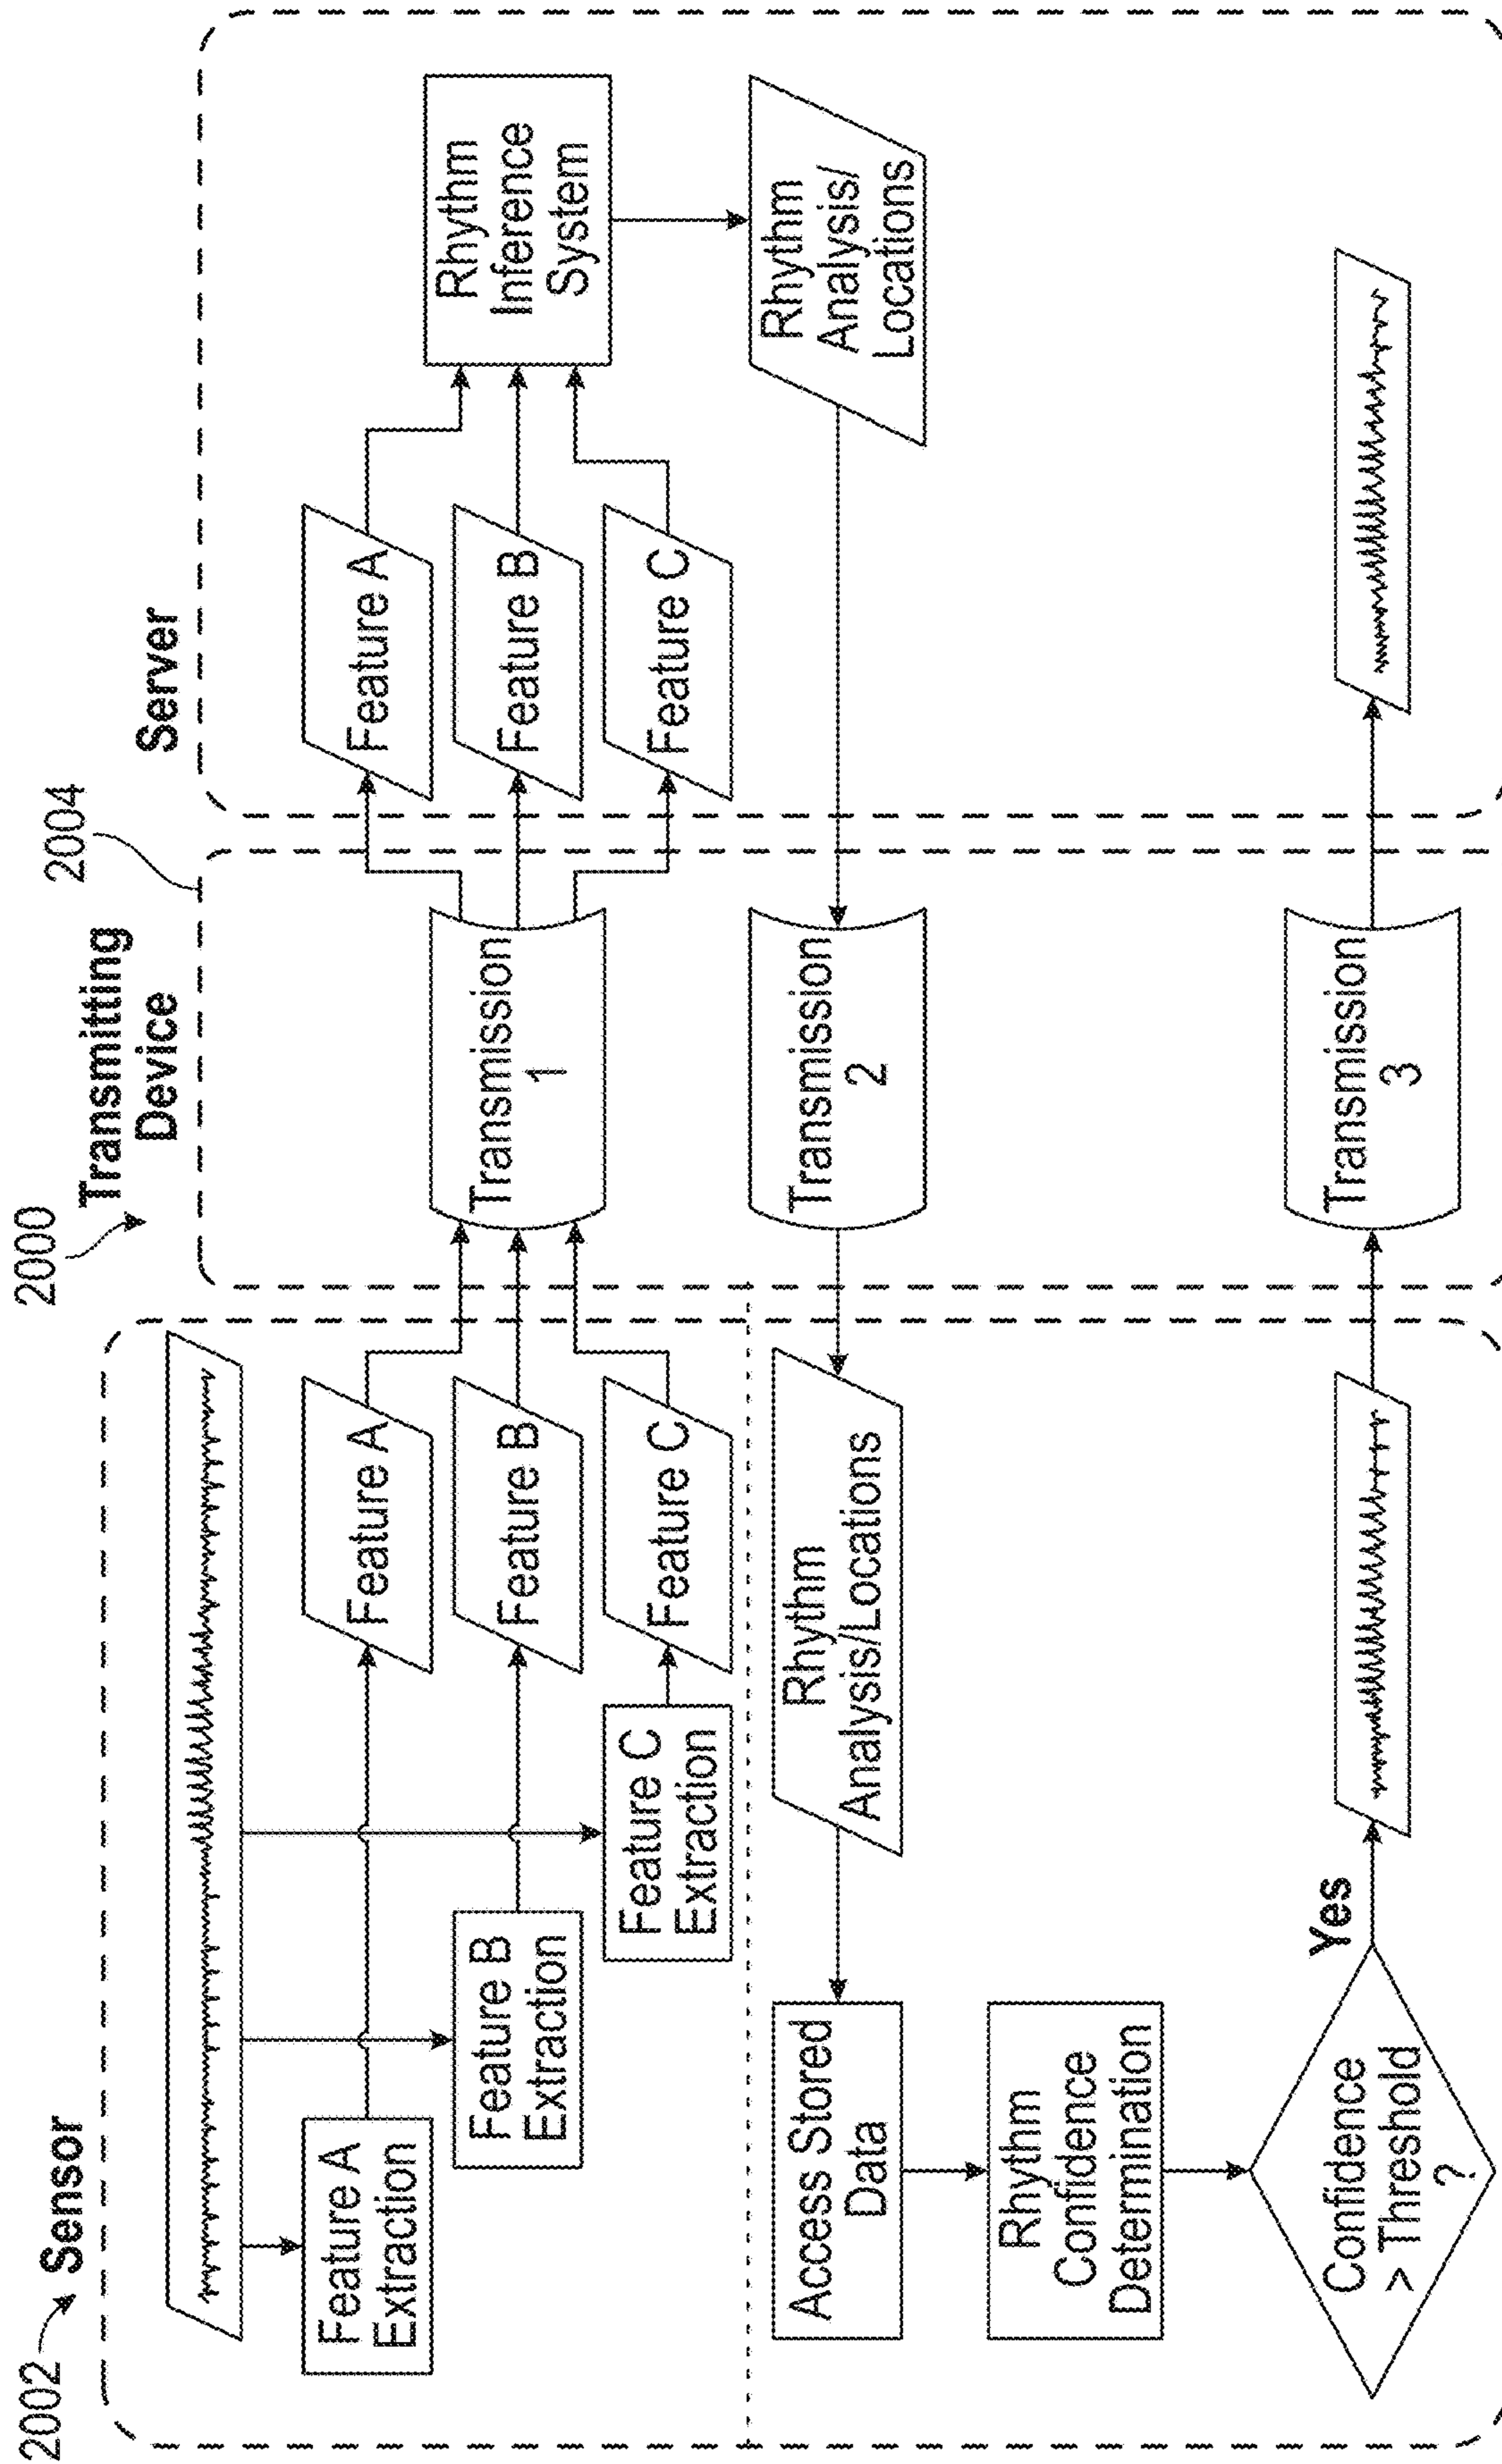 2000
2002
Sensor
Transmitting
Device
2004
Server
Feature A
Extraction
Feature B
Extraction
Feature C
Extraction
Feature A
Feature B
Feature C
Transmission
1
Feature A
Feature B
Feature C
Rhythm
Inference
System
Rhythm
Analysis/
Locations
Transmission
2
Rhythm
Analysis/Locations
Access Stored
Data
Rhythm
Confidence
Determination
Confidence
> Threshold
?
Yes
Transmission
3